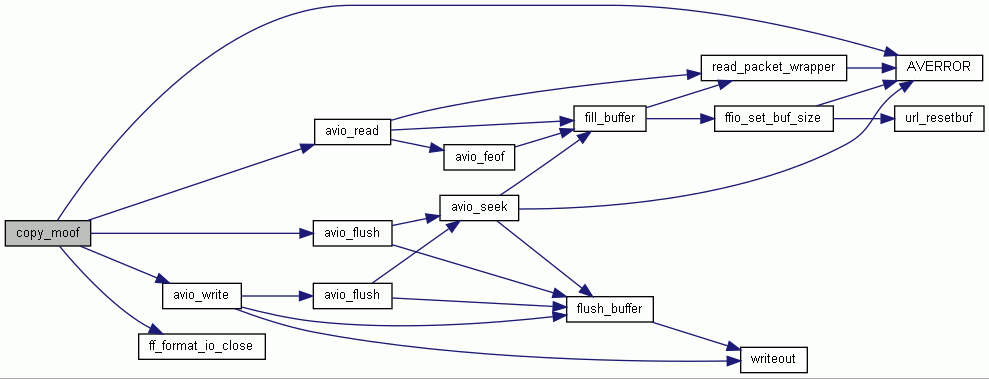 read_packet_wrapper
AVERROR
avio_read
fill_buffer
ffio_set_buf_size
url_resetbuf
avio_feof
avio_seek
copy_moof
avio_flush
avio_write
avio_flush
flush_buffer
ff_format_io_close
writeout